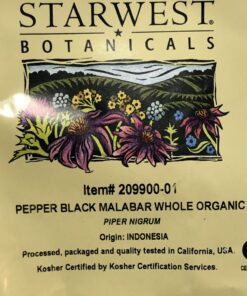 STARWEST®
BOTANICALS
Item# 209900-01
PEPPER BLACK MALABAR WHOLE ORGANIC
PIPER NIGRUM
Origin: INDONESIA
Processed, packaged and quality tested in California, USA.
Kosher Certified by Kosher Certification Services.